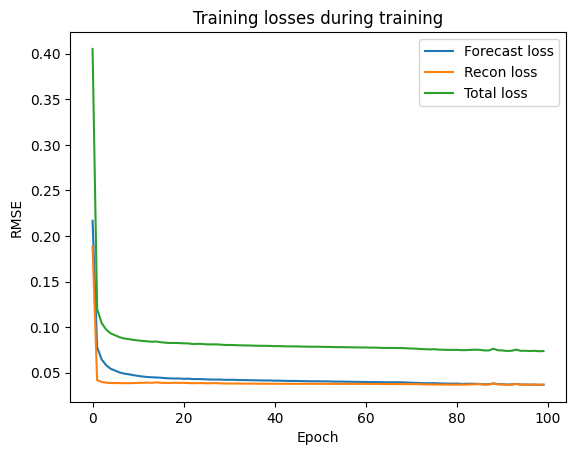 Training losses during training
Forecast loss
Recon loss
Total loss
0.40
0.35
0.30
0.25
0.20
0.15
0.10
0.05
RMSE
0
20
40
60
80
100
Epoch